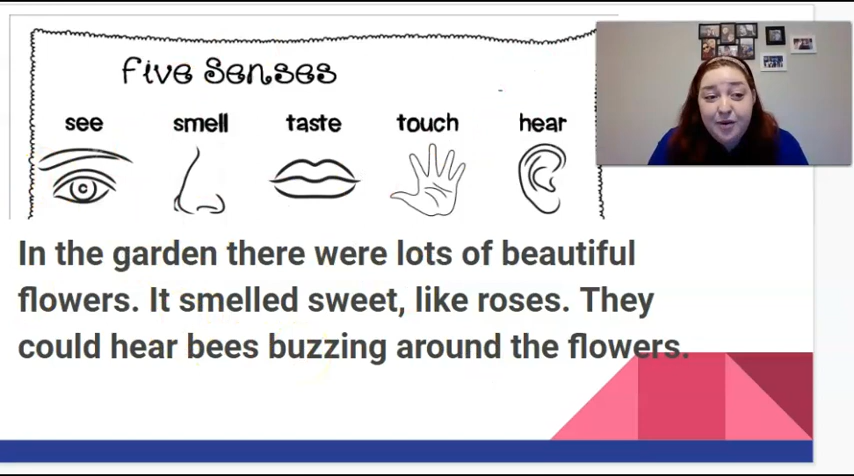 Five Senses
see smell taste touch hear
In the garden there were lots of beautiful
flowers. It smelled sweet, like roses. They
could hear bees buzzing around the flowers.